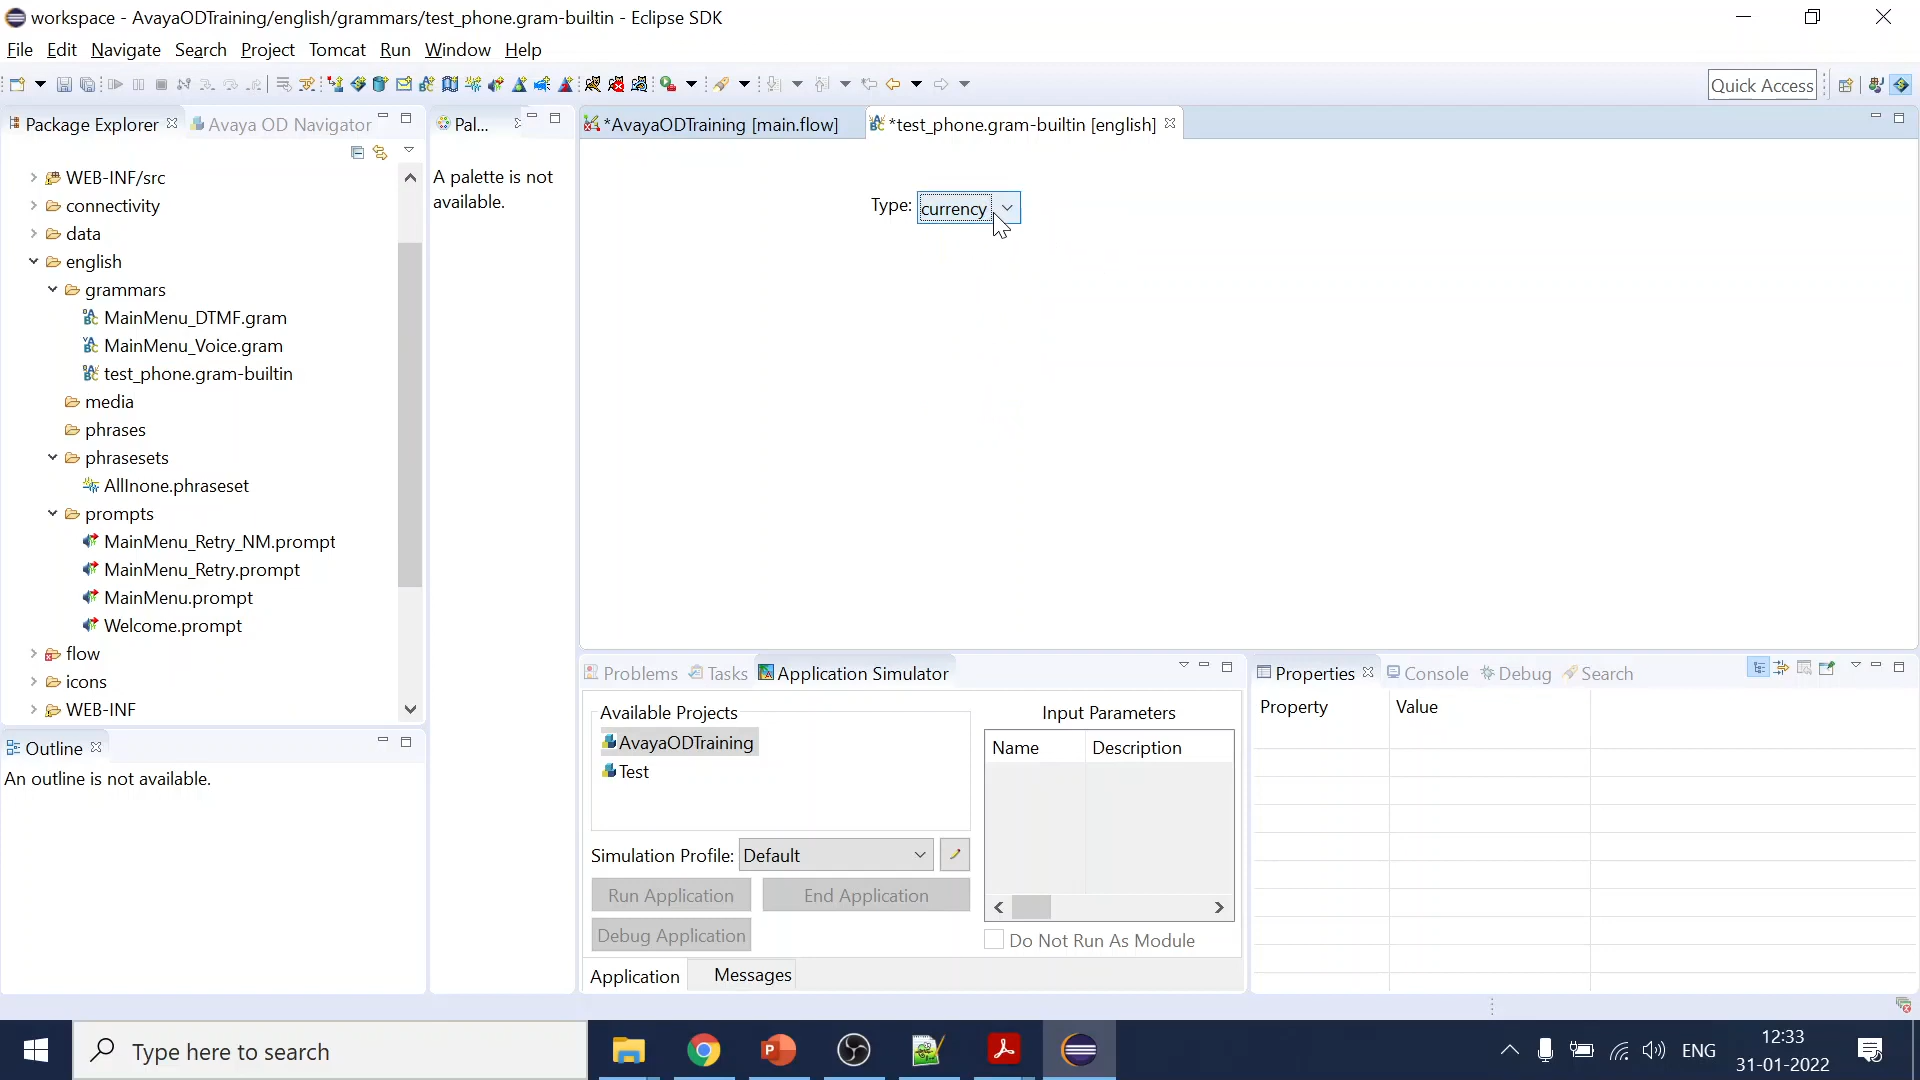 workspace - AvayaODTraining/english/grammars/test_phone.gram-builtin - Eclipse SDK
File Edit Navigate Search Project Tomcat Run Window Help
Quick Access
Package Explorer
Avaya OD Navigator
Pal...
*AvayaODTraining [main.flow]
*test_phone.gram-builtin [english]
WEB-INF/src
connectivity
data
english
grammars
MainMenu_DTMF.gram
MainMenu_Voice.gram
test_phone.gram-builtin
media
phrases
phrasesets
AllInone.phraseset
prompts
MainMenu_Retry_NM.prompt
MainMenu_Retry.prompt
MainMenu.prompt
Welcome.prompt
flow
icons
WEB-INF
A palette is not
available.
Type: currency
Outline
An outline is not available.
Problems Tasks Application Simulator
Available Projects
AvayaODTraining
Test
Simulation Profile: Default
Run Application End Application
Debug Application
Input Parameters
Name Description
Do Not Run As Module
Application Messages
Properties Console Debug Search
Property Value
Type here to search
ENG
12:33
31-01-2022